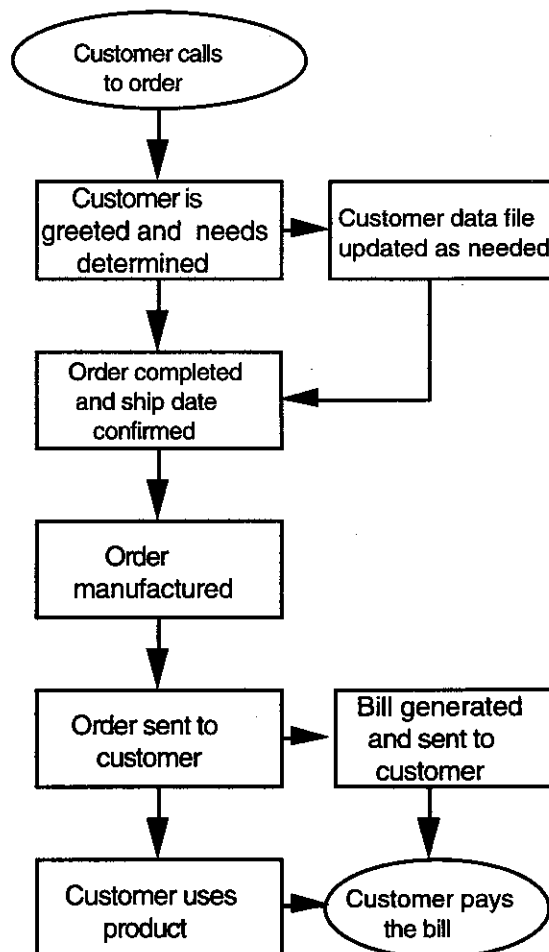 Customer calls
to order
Customer is
greeted and needs
determined
Customer data file
updated as needed
Order completed
and ship date
confirmed
Order
manufactured
Order sent to
customer
Bill generated
and sent to
customer
Customer uses
product
Customer pays
the bill